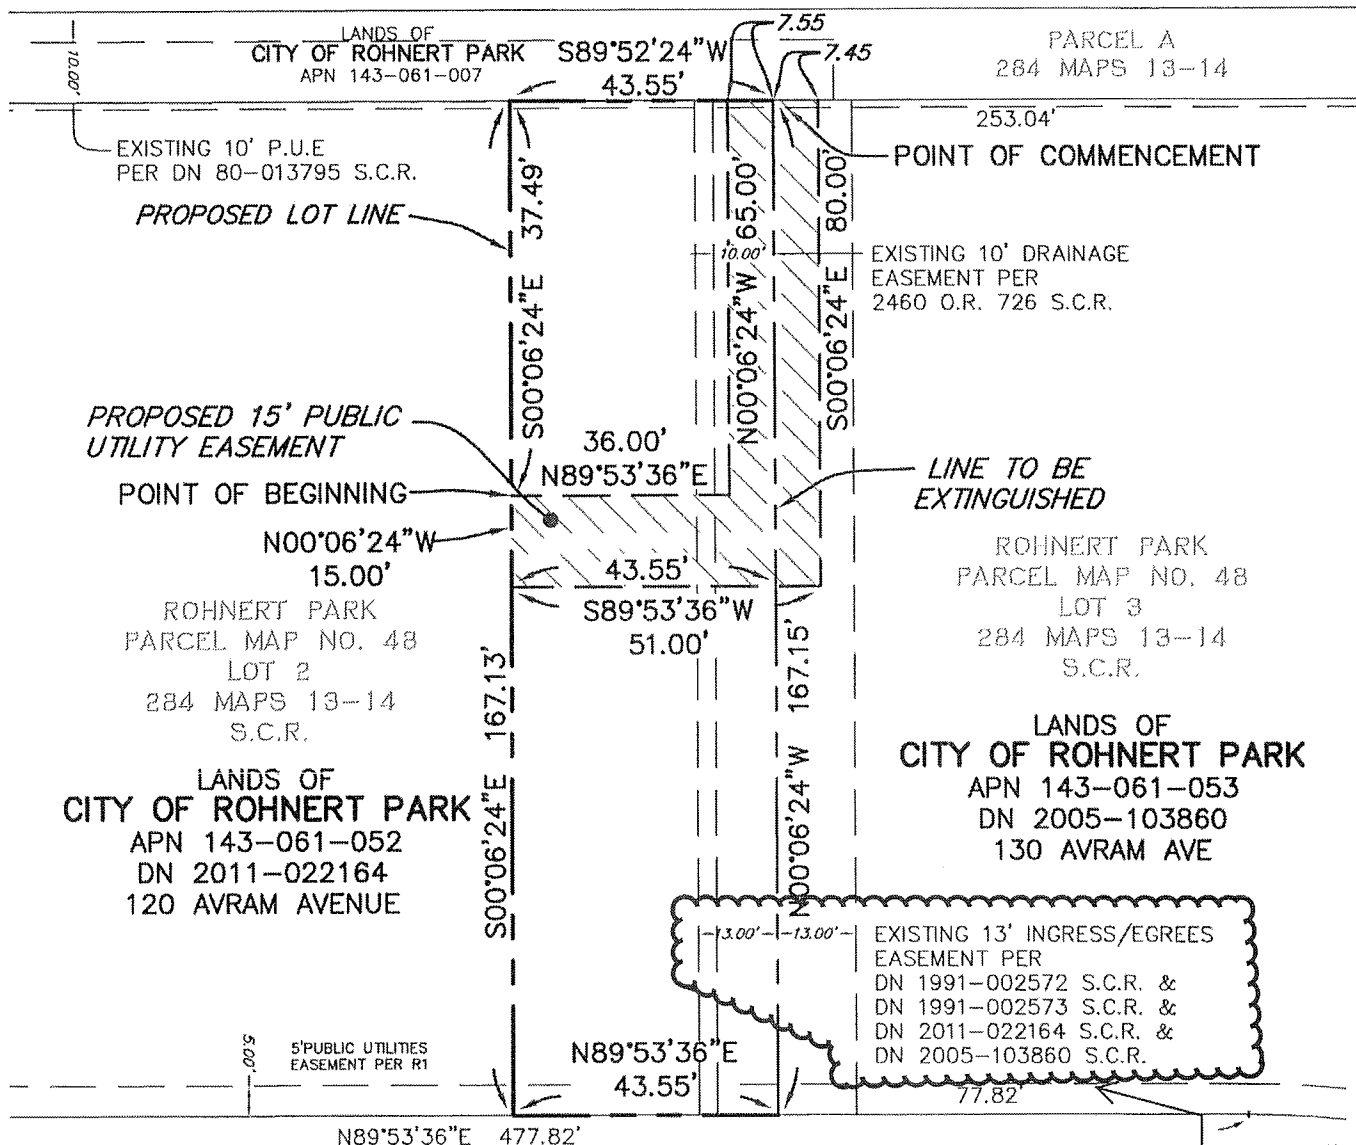 LANDS OF
CITY OF ROHNERT PARK
APN 143-061-007
10.00'
S89°52'24"W
43.55'
7.55
7.45
PARCEL A
284 MAPS 13-14
253.04'
EXISTING 10' P.U.E
PER DN 80-013795 S.C.R.
POINT OF COMMENCEMENT
PROPOSED LOT LINE
S00°06'24"E 37.49'
N00°06'24"W 65.00'
S00°06'24"E 80.00'
10.00'
EXISTING 10' DRAINAGE
EASEMENT PER
2460 O.R. 726 S.C.R.
PROPOSED 15' PUBLIC
UTILITY EASEMENT
36.00'
N89°53'36"E
POINT OF BEGINNING
LINE TO BE
EXTINGUISHED
N00°06'24"W
15.00'
43.55'
S89°53'36"W
51.00'
ROHNERT PARK
PARCEL MAP NO. 48
LOT 2
284 MAPS 13-14
S.C.R.
ROHNERT PARK
PARCEL MAP NO. 48
LOT 3
284 MAPS 13-14
S.C.R.
S00°06'24"E 167.13'
N00°06'24"W 167.15'
LANDS OF
CITY OF ROHNERT PARK
APN 143-061-052
DN 2011-022164
120 AVRAM AVENUE
LANDS OF
CITY OF ROHNERT PARK
APN 143-061-053
DN 2005-103860
130 AVRAM AVE
13.00' 13.00'
EXISTING 13' INGRESS/EGREES
EASEMENT PER
DN 1991-002572 S.C.R. &
DN 1991-002573 S.C.R. &
DN 2011-022164 S.C.R. &
DN 2005-103860 S.C.R.
5.00'
5'PUBLIC UTILITIES
EASEMENT PER R1
N89°53'36"E
43.55'
77.82'
N89°53'36"E 477.82'